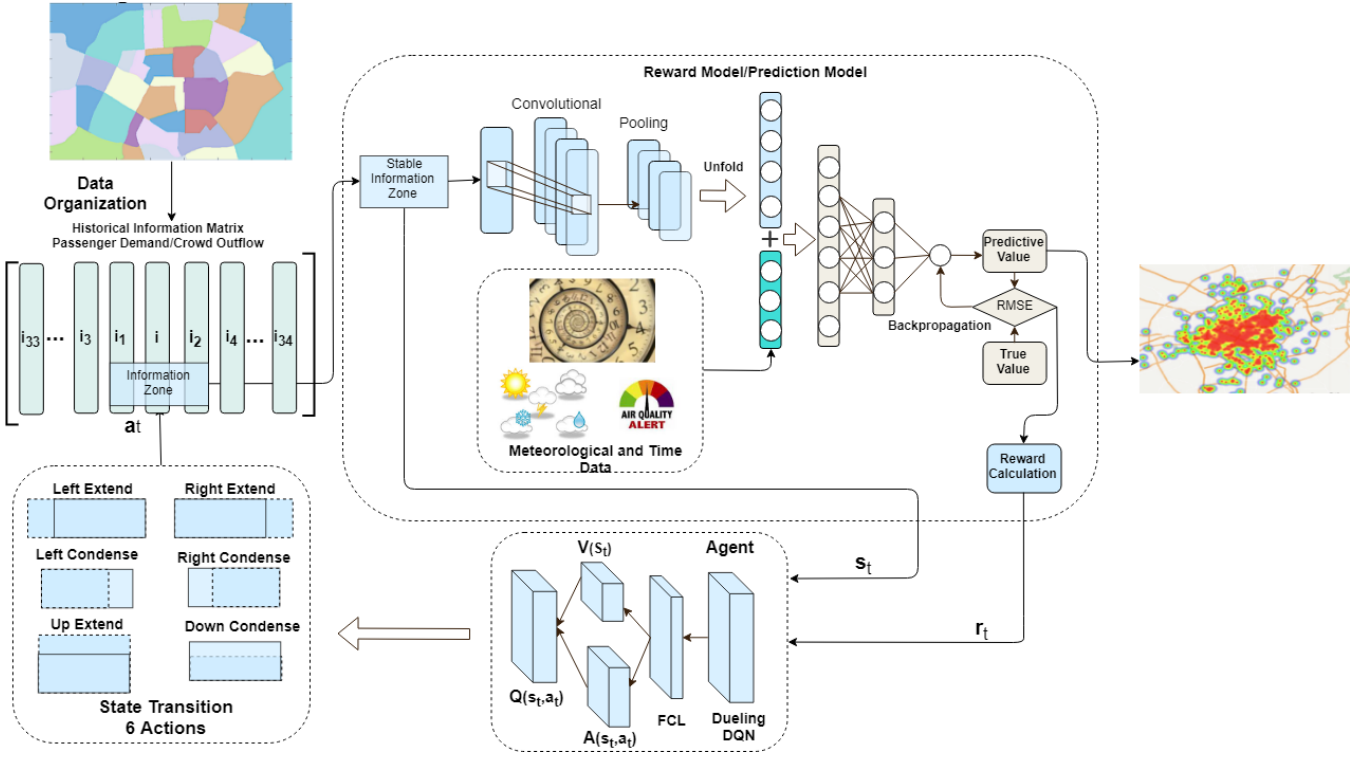 Reward Model/Prediction Model
Convolutional
Pooling
Stable
Information
Zone
Unfold
Data
Organization
Historical Information Matrix
Passenger Demand/Crowd Outflow
i33 ... i3 i1 i i2 i4 ... i34
Information
Zone
at
+
Predictive
Value
RMSE
Backpropagation
True
Value
AIR QUALITY
ALERT
Meteorological and Time
Data
Reward
Calculation
Left Extend
Right Extend
Left Condense
Right Condense
Up Extend
Down Condense
State Transition
6 Actions
V(St)
Agent
Q(st,at)
A(st,at)
FCL
Dueling
DQN
st
rt